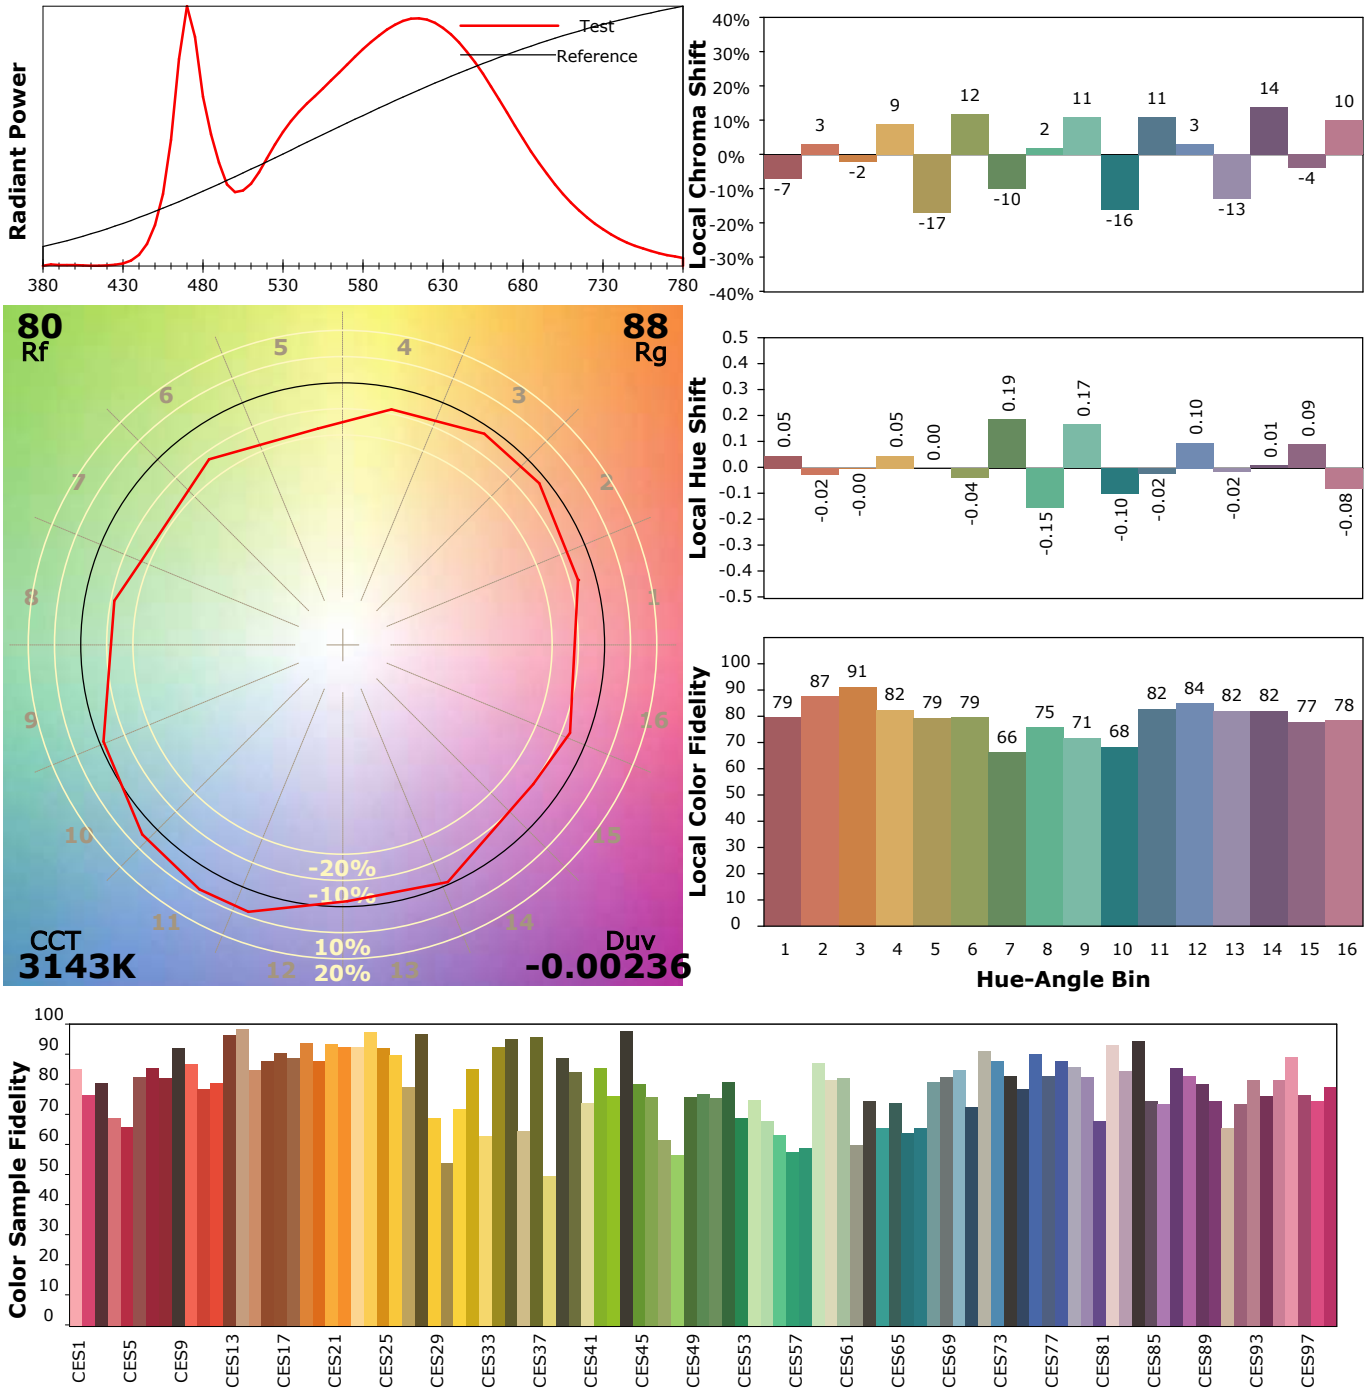 Radiant Power
Test
Reference
380 430 480 530 580 630 680 730 780
Local Chroma Shift
40%
30%
20%
10%
0%
-10%
-20%
-30%
-40%
-7 3 -2 9 -17 12 -10 2 11 -16 11 3 -13 14 -4 10
80
Rf
88
Rg
CCT
3143K
Duv
-0.00236
1 2 3 4 5 6 7 8 9 10 11 12 13 14 15 16
-20%
-10%
10%
20%
Local Hue Shift
0.5
0.4
0.3
0.2
0.1
0.0
-0.1
-0.2
-0.3
-0.4
-0.5
0.05 -0.02 -0.00 0.05 0.00 -0.04 0.19 -0.15 0.17 -0.10 -0.02 0.10 -0.02 0.01 0.09 -0.08
Local Color Fidelity
100
90
80
70
60
50
40
30
20
10
0
79 87 91 82 79 79 66 75 71 68 82 84 82 82 77 78
1 2 3 4 5 6 7 8 9 10 11 12 13 14 15 16
Hue-Angle Bin
Color Sample Fidelity
100
90
80
70
60
50
40
30
20
10
0
CES1 CES5 CES9 CES13 CES17 CES21 CES25 CES29 CES33 CES37 CES41 CES45 CES49 CES53 CES57 CES61 CES65 CES69 CES73 CES77 CES81 CES85 CES89 CES93 CES97